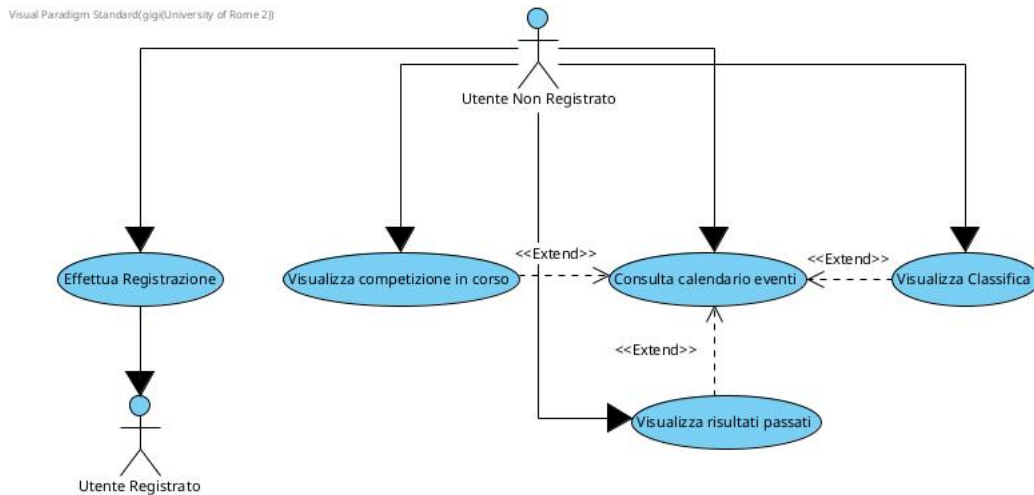 Visual Paradigm Standard(gigi(University of Rome 2))
Utente Non Registrato
<<Extend>>
<<Extend>>
Effettua Registrazione
Visualizza competizione in corso
Consulta calendario eventi
Visualizza Classifica
<<Extend>>
Visualizza risultati passati
Utente Registrato